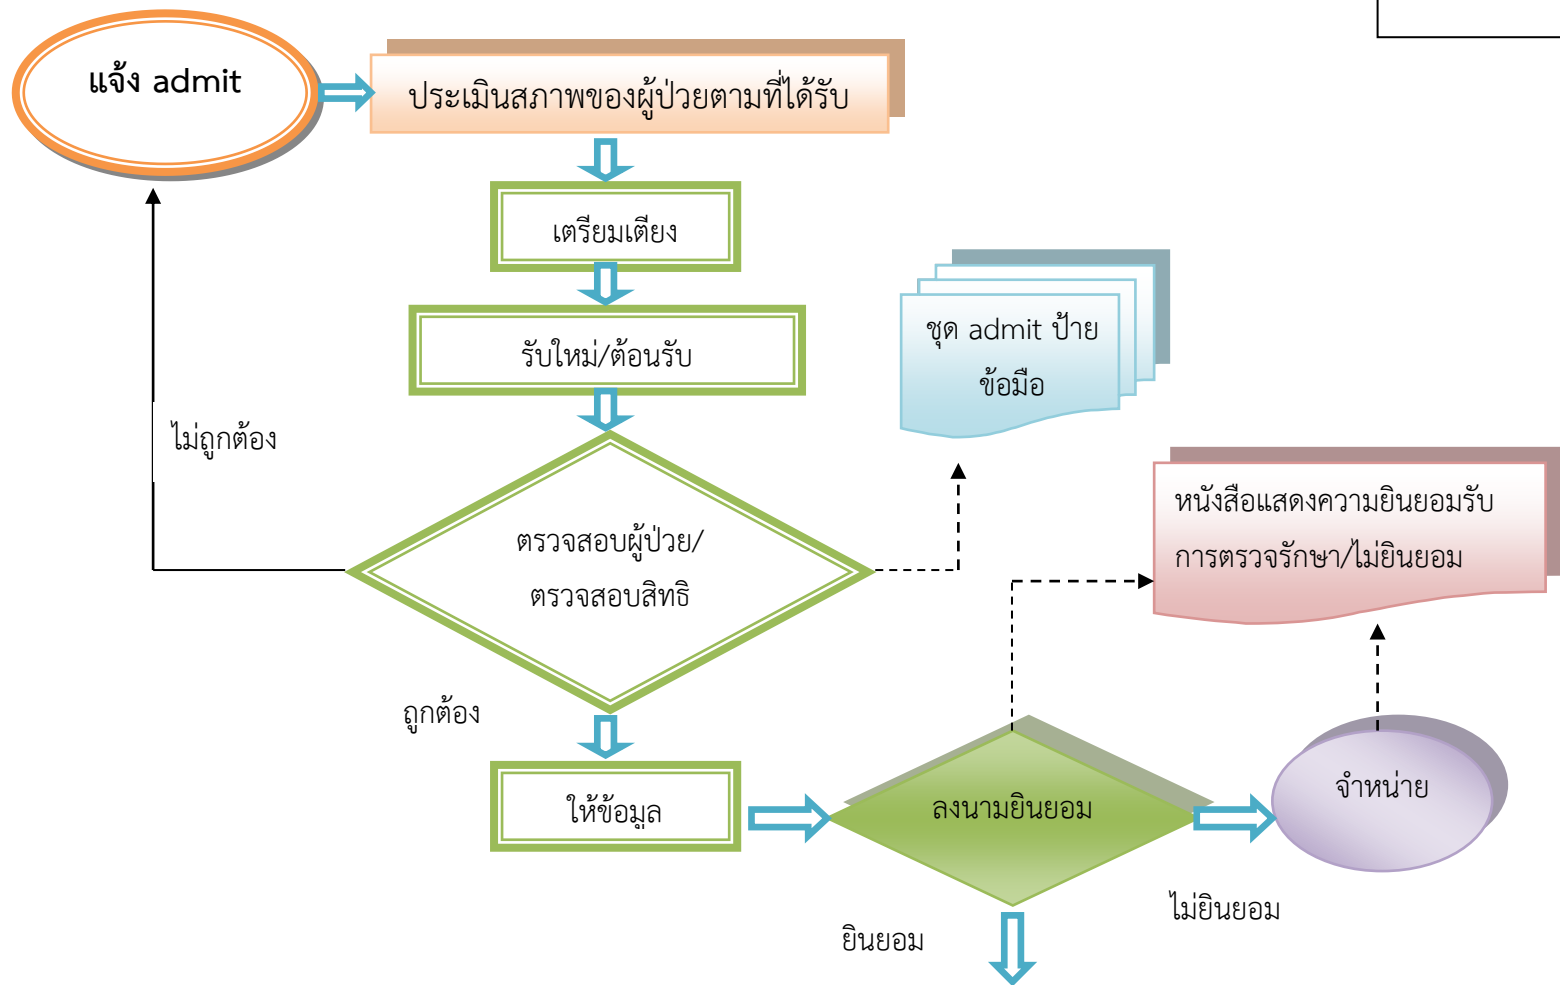 แจ้ง admit
ประเมินสภาพของผู้ป่วยตามที่ได้รับ
เตรียมเตียง
รับใหม่/ต้อนรับ
ชุด admit ป้าย
ข้อมือ
ไม่ถูกต้อง
หนังสือแสดงความยินยอมรับ
การตรวจรักษา/ไม่ยินยอม
ตรวจสอบผู้ป่วย/
ตรวจสอบสิทธิ
ถูกต้อง
ให้ข้อมูล
ลงนามยินยอม
จำหน่าย
ไม่ยินยอม
ยินยอม